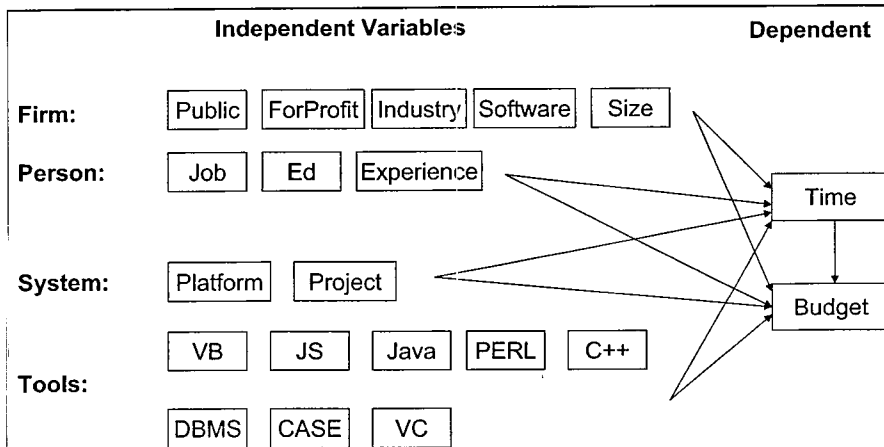 Independent Variables Dependent
Firm: Public ForProfit Industry Software Size
Person: Job Ed Experience
Time
System: Platform Project
Budget
VB JS Java PERL C++
Tools:
DBMS CASE VC